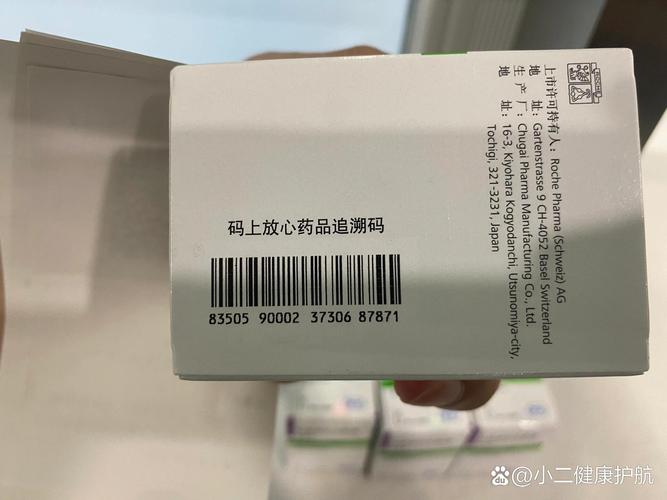 上市许可持有人：Roche Pharma (Schweiz) AG
地 址：Gartenstrasse 9 CH-4052 Basel Switzerland
生 产 厂：Chugai Pharma Manufacturing Co., Ltd.
地 址：16-3, Kiyohara Kogyodanchi, Utsunomiya-city,
Tochigi, 321-3231, Japan
码上放心药品追溯码
83505 90002 37306 87871
@小二健康护航